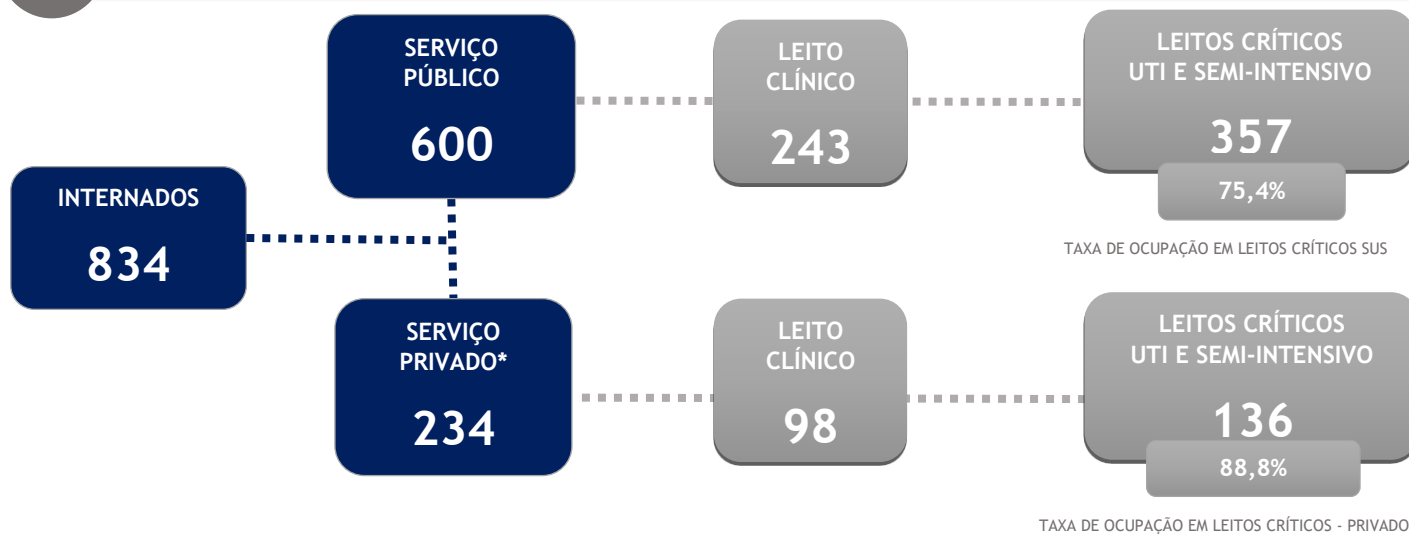 INTERNADOS
834
SERVIÇO
PÚBLICO
600
LEITO
CLÍNICO
243
LEITOS CRÍTICOS
UTI E SEMI-INTENSIVO
357
75,4%
TAXA DE OCUPAÇÃO EM LEITOS CRÍTICOS SUS
SERVIÇO
PRIVADO*
234
LEITO
CLÍNICO
98
LEITOS CRÍTICOS
UTI E SEMI-INTENSIVO
136
88,8%
TAXA DE OCUPAÇÃO EM LEITOS CRÍTICOS - PRIVADO